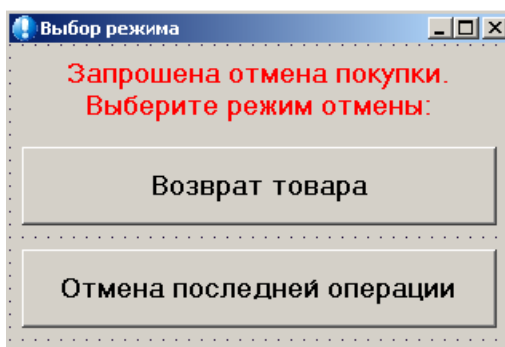 Выбор режима
Запрошена отмена покупки.
Выберите режим отмены:
Возврат товара
Отмена последней операции